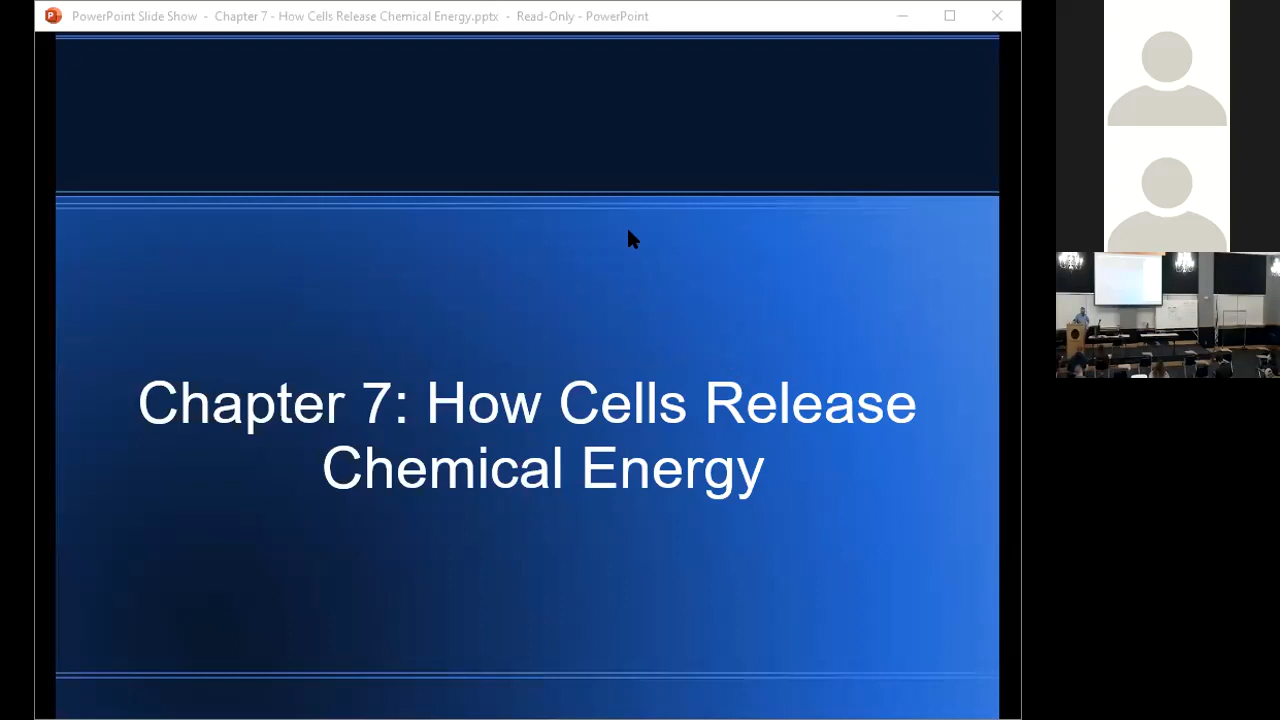 PowerPoint Slide Show - Chapter 7 - How Cells Release Chemical Energy.pptx - Read-Only - PowerPoint
Chapter 7: How Cells Release
Chemical Energy